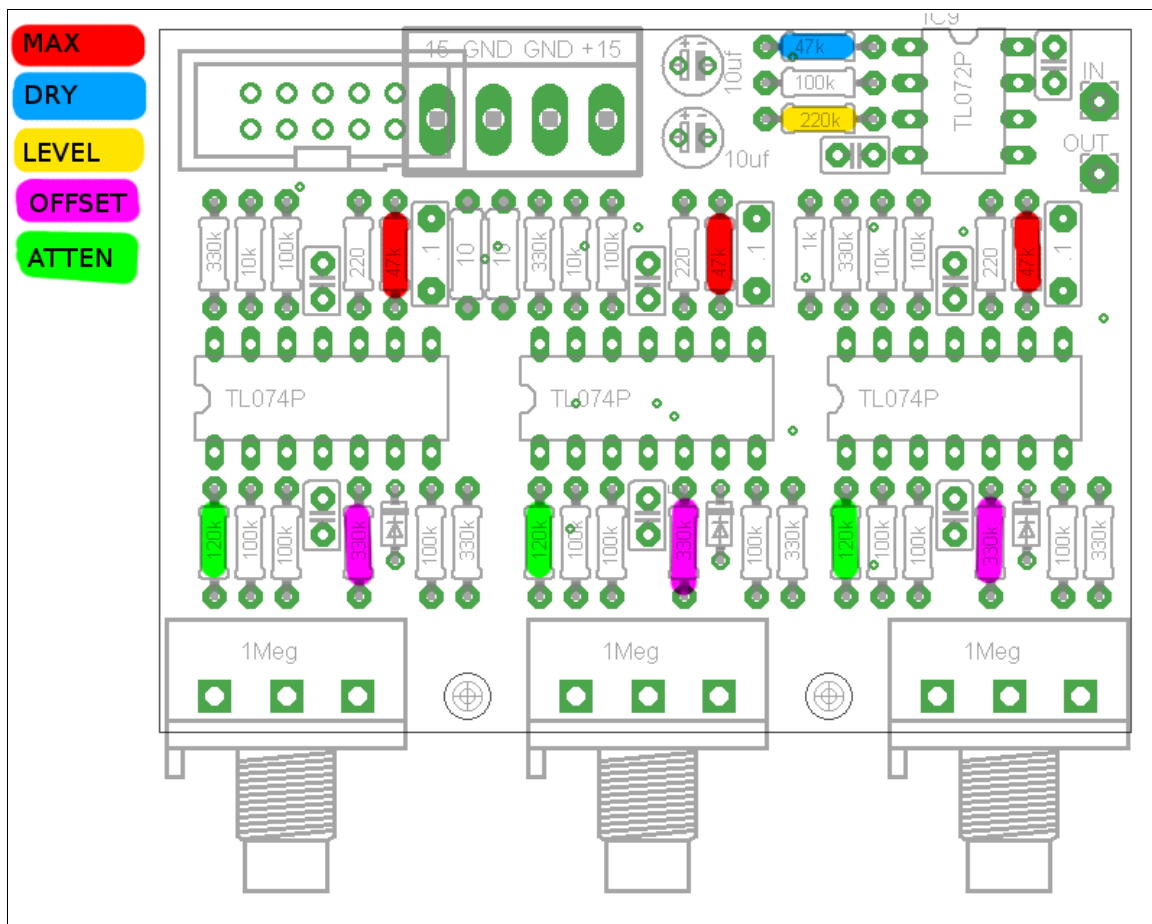 MAX
DRY
LEVEL
OFFSET
ATTEN
15 GND GND +15
10uf
10uf
47k
100k
220k
IC9
TL072P
IN
OUT
330k
10k
100k
220
47k
.1
10
10
330k
10k
100k
220
47k
.1
1k
330k
10k
100k
220
47k
.1
TL074P
TL074P
TL074P
120k
100k
100k
330k
100k
330k
120k
100k
100k
330k
100k
330k
120k
100k
100k
330k
100k
330k
1Meg
1Meg
1Meg